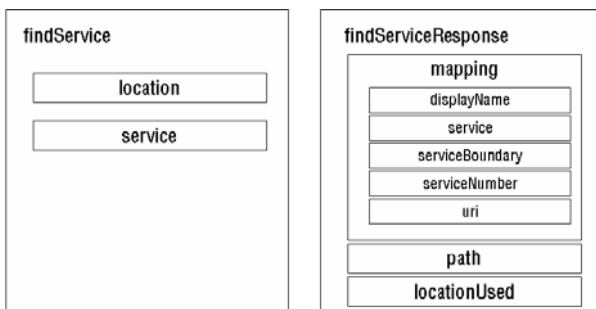 findService
location
service
findServiceResponse
mapping
displayName
service
serviceBoundary
serviceNumber
uri
path
locationUsed